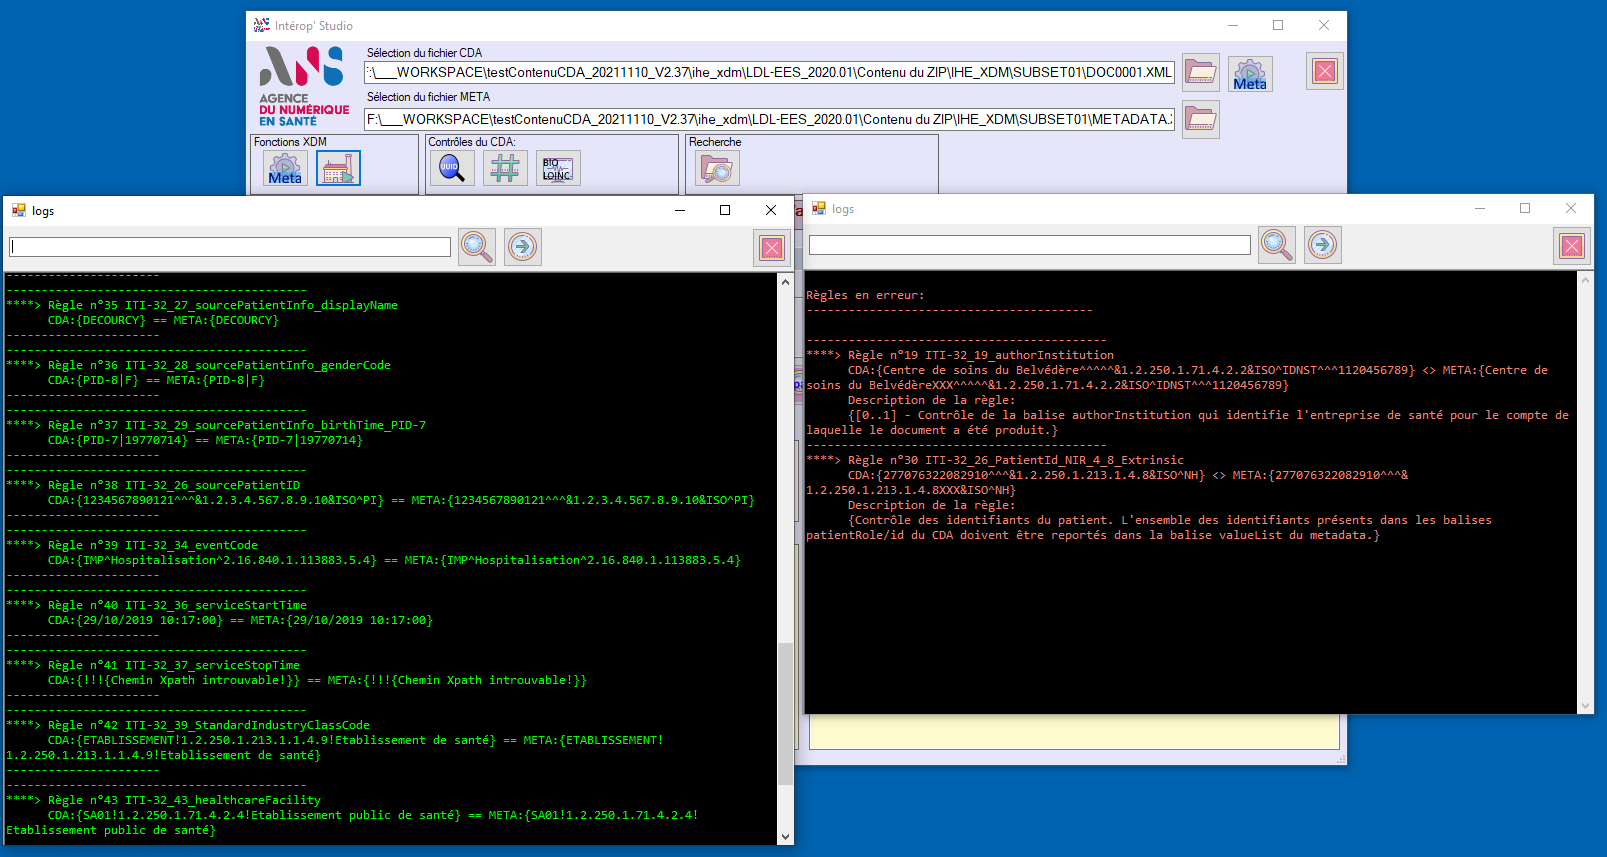 Intérop' Studio
ANS
AGENCE
DU NUMÉRIQUE
EN SANTÉ
Sélection du fichier CDA
:\___WORKSPACE\testContenuCDA_20211110_V2.37\ihe_xdm\LDL-EES_2020.01\Contenu du ZIP\IHE_XDM\SUBSET01\DOC0001.XML
Meta
Sélection du fichier META
F:\___WORKSPACE\testContenuCDA_20211110_V2.37\ihe_xdm\LDL-EES_2020.01\Contenu du ZIP\IHE_XDM\SUBSET01\METADATA.
Fonctions XDM
Meta
Contrôles du CDA:
UUID
BIO
LOINC
Recherche
logs
---------------------- 
-------------------------------------------
****> Règle n°35 ITI-32_27_sourcePatientInfo_displayName
CDA:{DECOURCY} == META:{DECOURCY}
----------------------
-------------------------------------------
****> Règle n°36 ITI-32_28_sourcePatientInfo_genderCode
CDA:{PID-8|F} == META:{PID-8|F}
----------------------
-------------------------------------------
****> Règle n°37 ITI-32_29_sourcePatientInfo_birthTime_PID-7
CDA:{PID-7|19770714} == META:{PID-7|19770714}
----------------------
-------------------------------------------
****> Règle n°38 ITI-32_26_sourcePatientID
CDA:{1234567890121^^^&1.2.3.4.567.8.9.10&ISO^PI} == META:{1234567890121^^^&1.2.3.4.567.8.9.10&ISO^PI}
----------------------
-------------------------------------------
****> Règle n°39 ITI-32_34_eventCode
CDA:{IMP^Hospitalisation^2.16.840.1.113883.5.4} == META:{IMP^Hospitalisation^2.16.840.1.113883.5.4}
----------------------
-------------------------------------------
****> Règle n°40 ITI-32_36_serviceStartTime
CDA:{29/10/2019 10:17:00} == META:{29/10/2019 10:17:00}
----------------------
-------------------------------------------
****> Règle n°41 ITI-32_37_serviceStopTime
CDA:{!!!{Chemin Xpath introuvable!}} == META:{!!!{Chemin Xpath introuvable!}}
----------------------
-------------------------------------------
****> Règle n°42 ITI-32_39_StandardIndustryClassCode
CDA:{ETABLISSEMENT!1.2.250.1.213.1.1.4.9!Etablissement de santé} == META:{ETABLISSEMENT!
1.2.250.1.213.1.1.4.9!Etablissement de santé}
----------------------
-------------------------------------------
****> Règle n°43 ITI-32_43_healthcareFacility
CDA:{SA01!1.2.250.1.71.4.2.4!Etablissement public de santé} == META:{SA01!1.2.250.1.71.4.2.4!
Etablissement public de santé}
logs
Règles en erreur:
-----------------------------------------
-------------------------------------------
****> Règle n°19 ITI-32_19_authorInstitution
CDA:{Centre de soins du Belvédère^^^^^&1.2.250.1.71.4.2.2&ISO^IDNST^^^1120456789} <> META:{Centre de
soins du BelvédèreXXX^^^^^&1.2.250.1.71.4.2.2&ISO^IDNST^^^1120456789}
Description de la règle:
{[0..1] - Contrôle de la balise authorInstitution qui identifie l'entreprise de santé pour le compte de
laquelle le document a été produit.}
-------------------------------------------
****> Règle n°30 ITI-32_26_PatientId_NIR_4_8_Extrinsic
CDA:{277076322082910^^^&1.2.250.1.213.1.4.8&ISO^NH} <> META:{277076322082910^^^&
1.2.250.1.213.1.4.8XXX&ISO^NH}
Description de la règle:
{Contrôle des identifiants du patient. L'ensemble des identifiants présents dans les balises
patientRole/id du CDA doivent être reportés dans la balise valueList du metadata.}